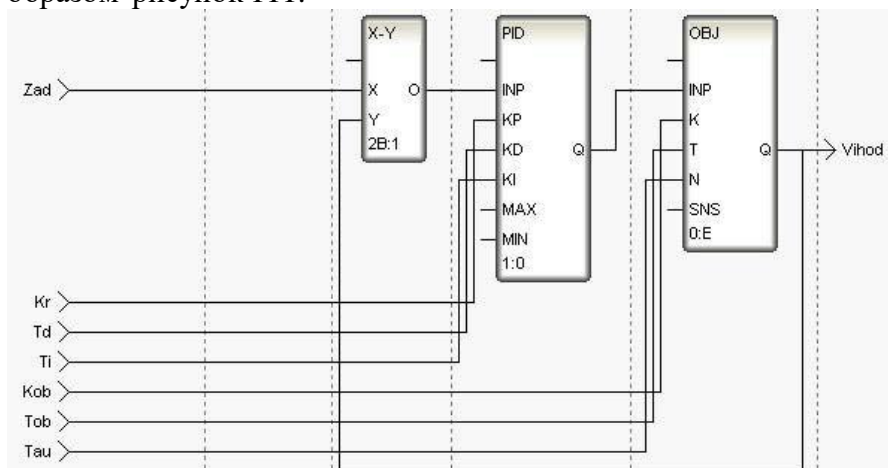 образом рисунок 111.
X-Y
X O
Y
2B:1
PID
INP
KP
KD Q
KI
MAX
MIN
1:0
OBJ
INP
K
T Q
N
SNS
0:E
Zad
Vihod
Kr
Td
Ti
Kob
Tob
Tau